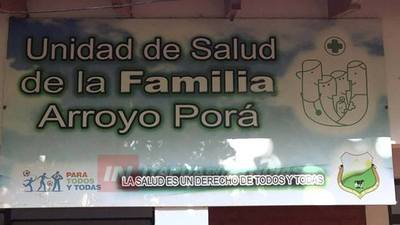 Unidad de Salud
de la Familia
Arroyo Porá
PARA
TODOS
Y TODAS
LA SALUD ES UN DERECHO DE TODOS Y TODAS